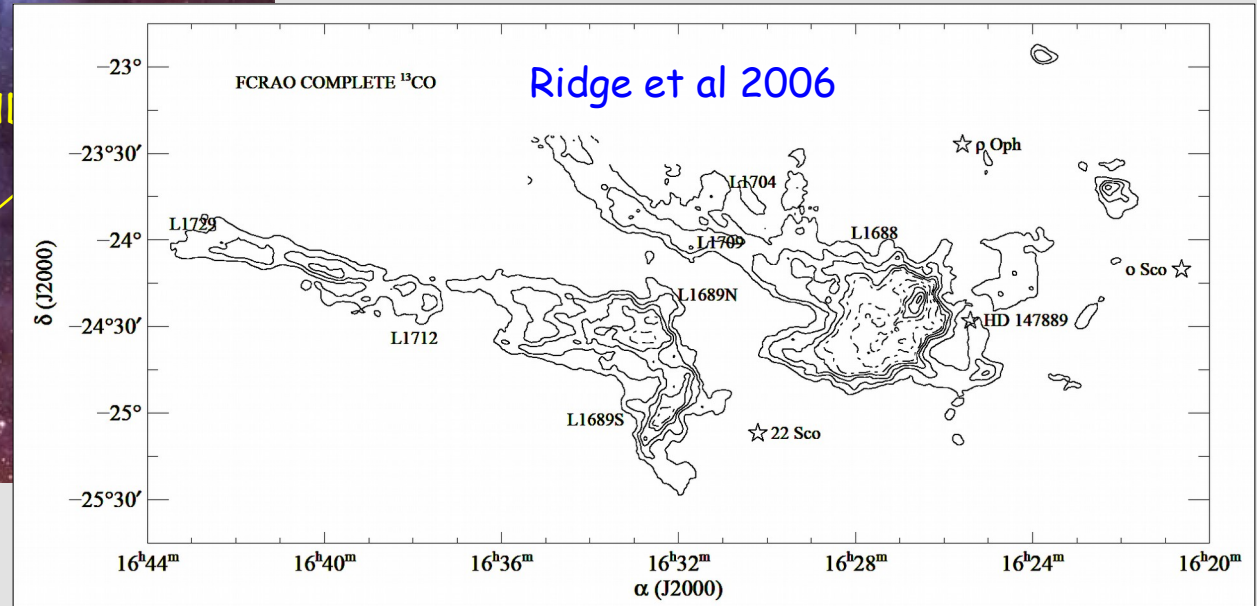 FCRAO COMPLETE ¹³CO
Ridge et al 2006
−23°
−23°30′
−24°
−24°30′
−25°
−25°30′
δ (J2000)
ρ Oph
L1704
L1729
L1709
L1688
o Sco
L1689N
HD 147889
L1712
L1689S
22 Sco
16ʰ44ᵐ 16ʰ40ᵐ 16ʰ36ᵐ 16ʰ32ᵐ 16ʰ28ᵐ 16ʰ24ᵐ 16ʰ20ᵐ
α (J2000)